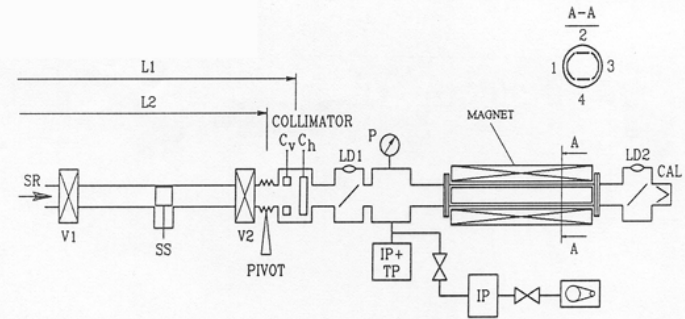 A-A
2
1
3
4
L1
L2
COLLIMATOR
Cv Ch
P
MAGNET
A
LD1
LD2
CAL
SR
V1
SS
V2
PIVOT
IP+
TP
A
IP